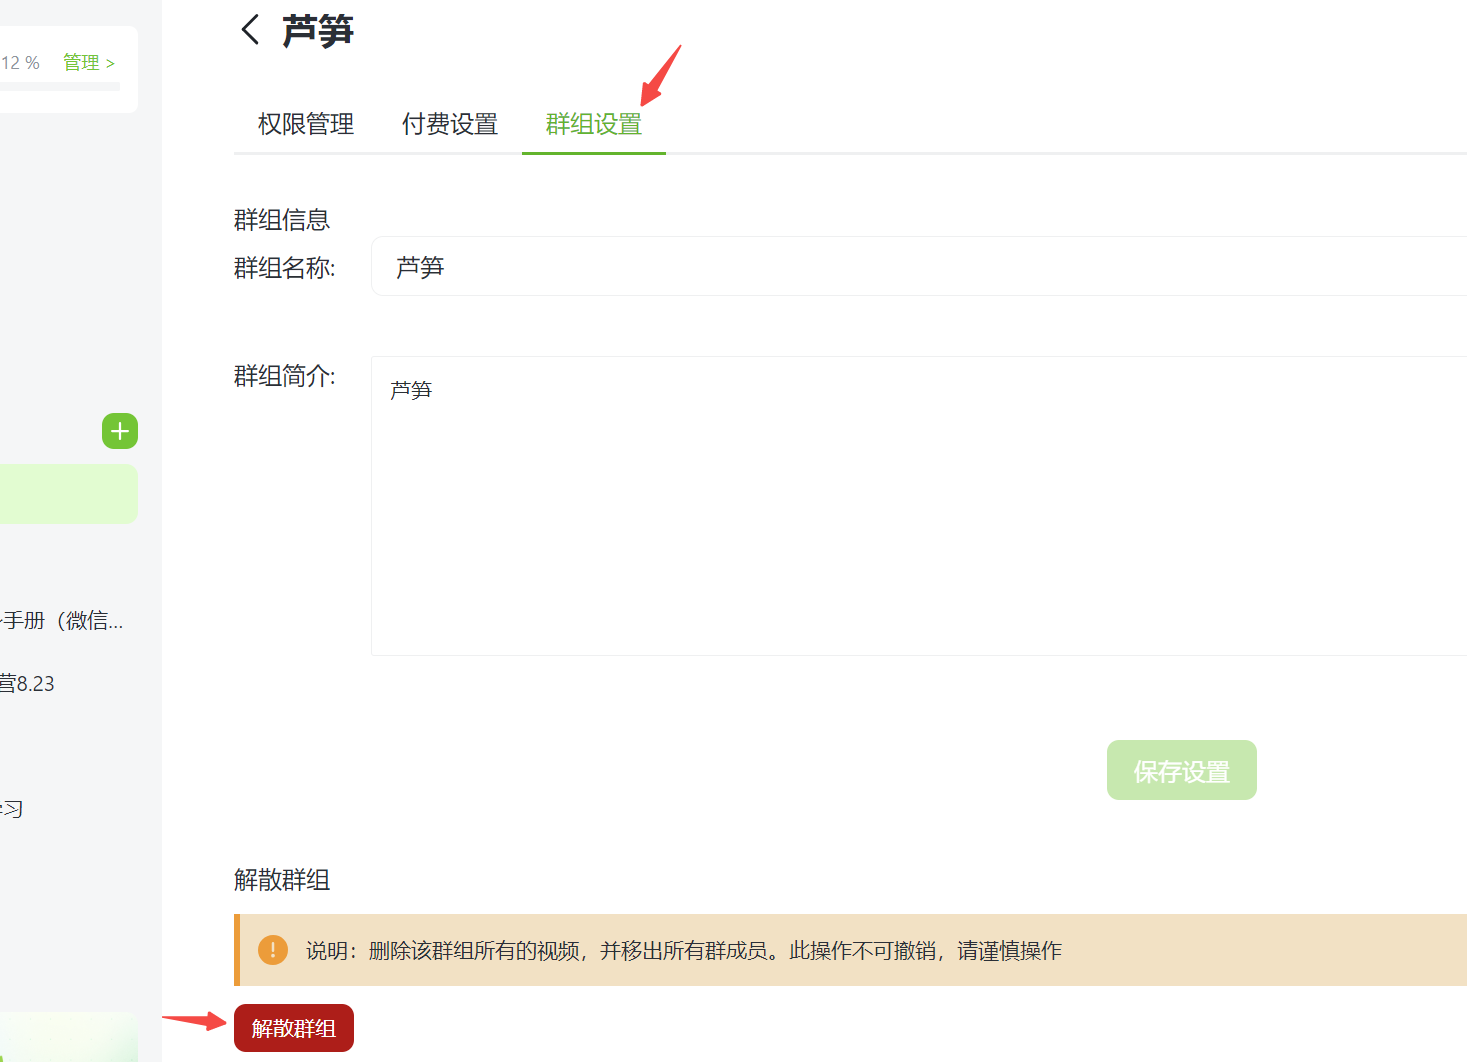 芦笋
12 %
管理 >
权限管理
付费设置
群组设置
群组信息
群组名称:
芦笋
群组简介:
芦笋
手册（微信...
营8.23
习
保存设置
解散群组
说明：删除该群组所有的视频，并移出所有群成员。此操作不可撤销，请谨慎操作
解散群组